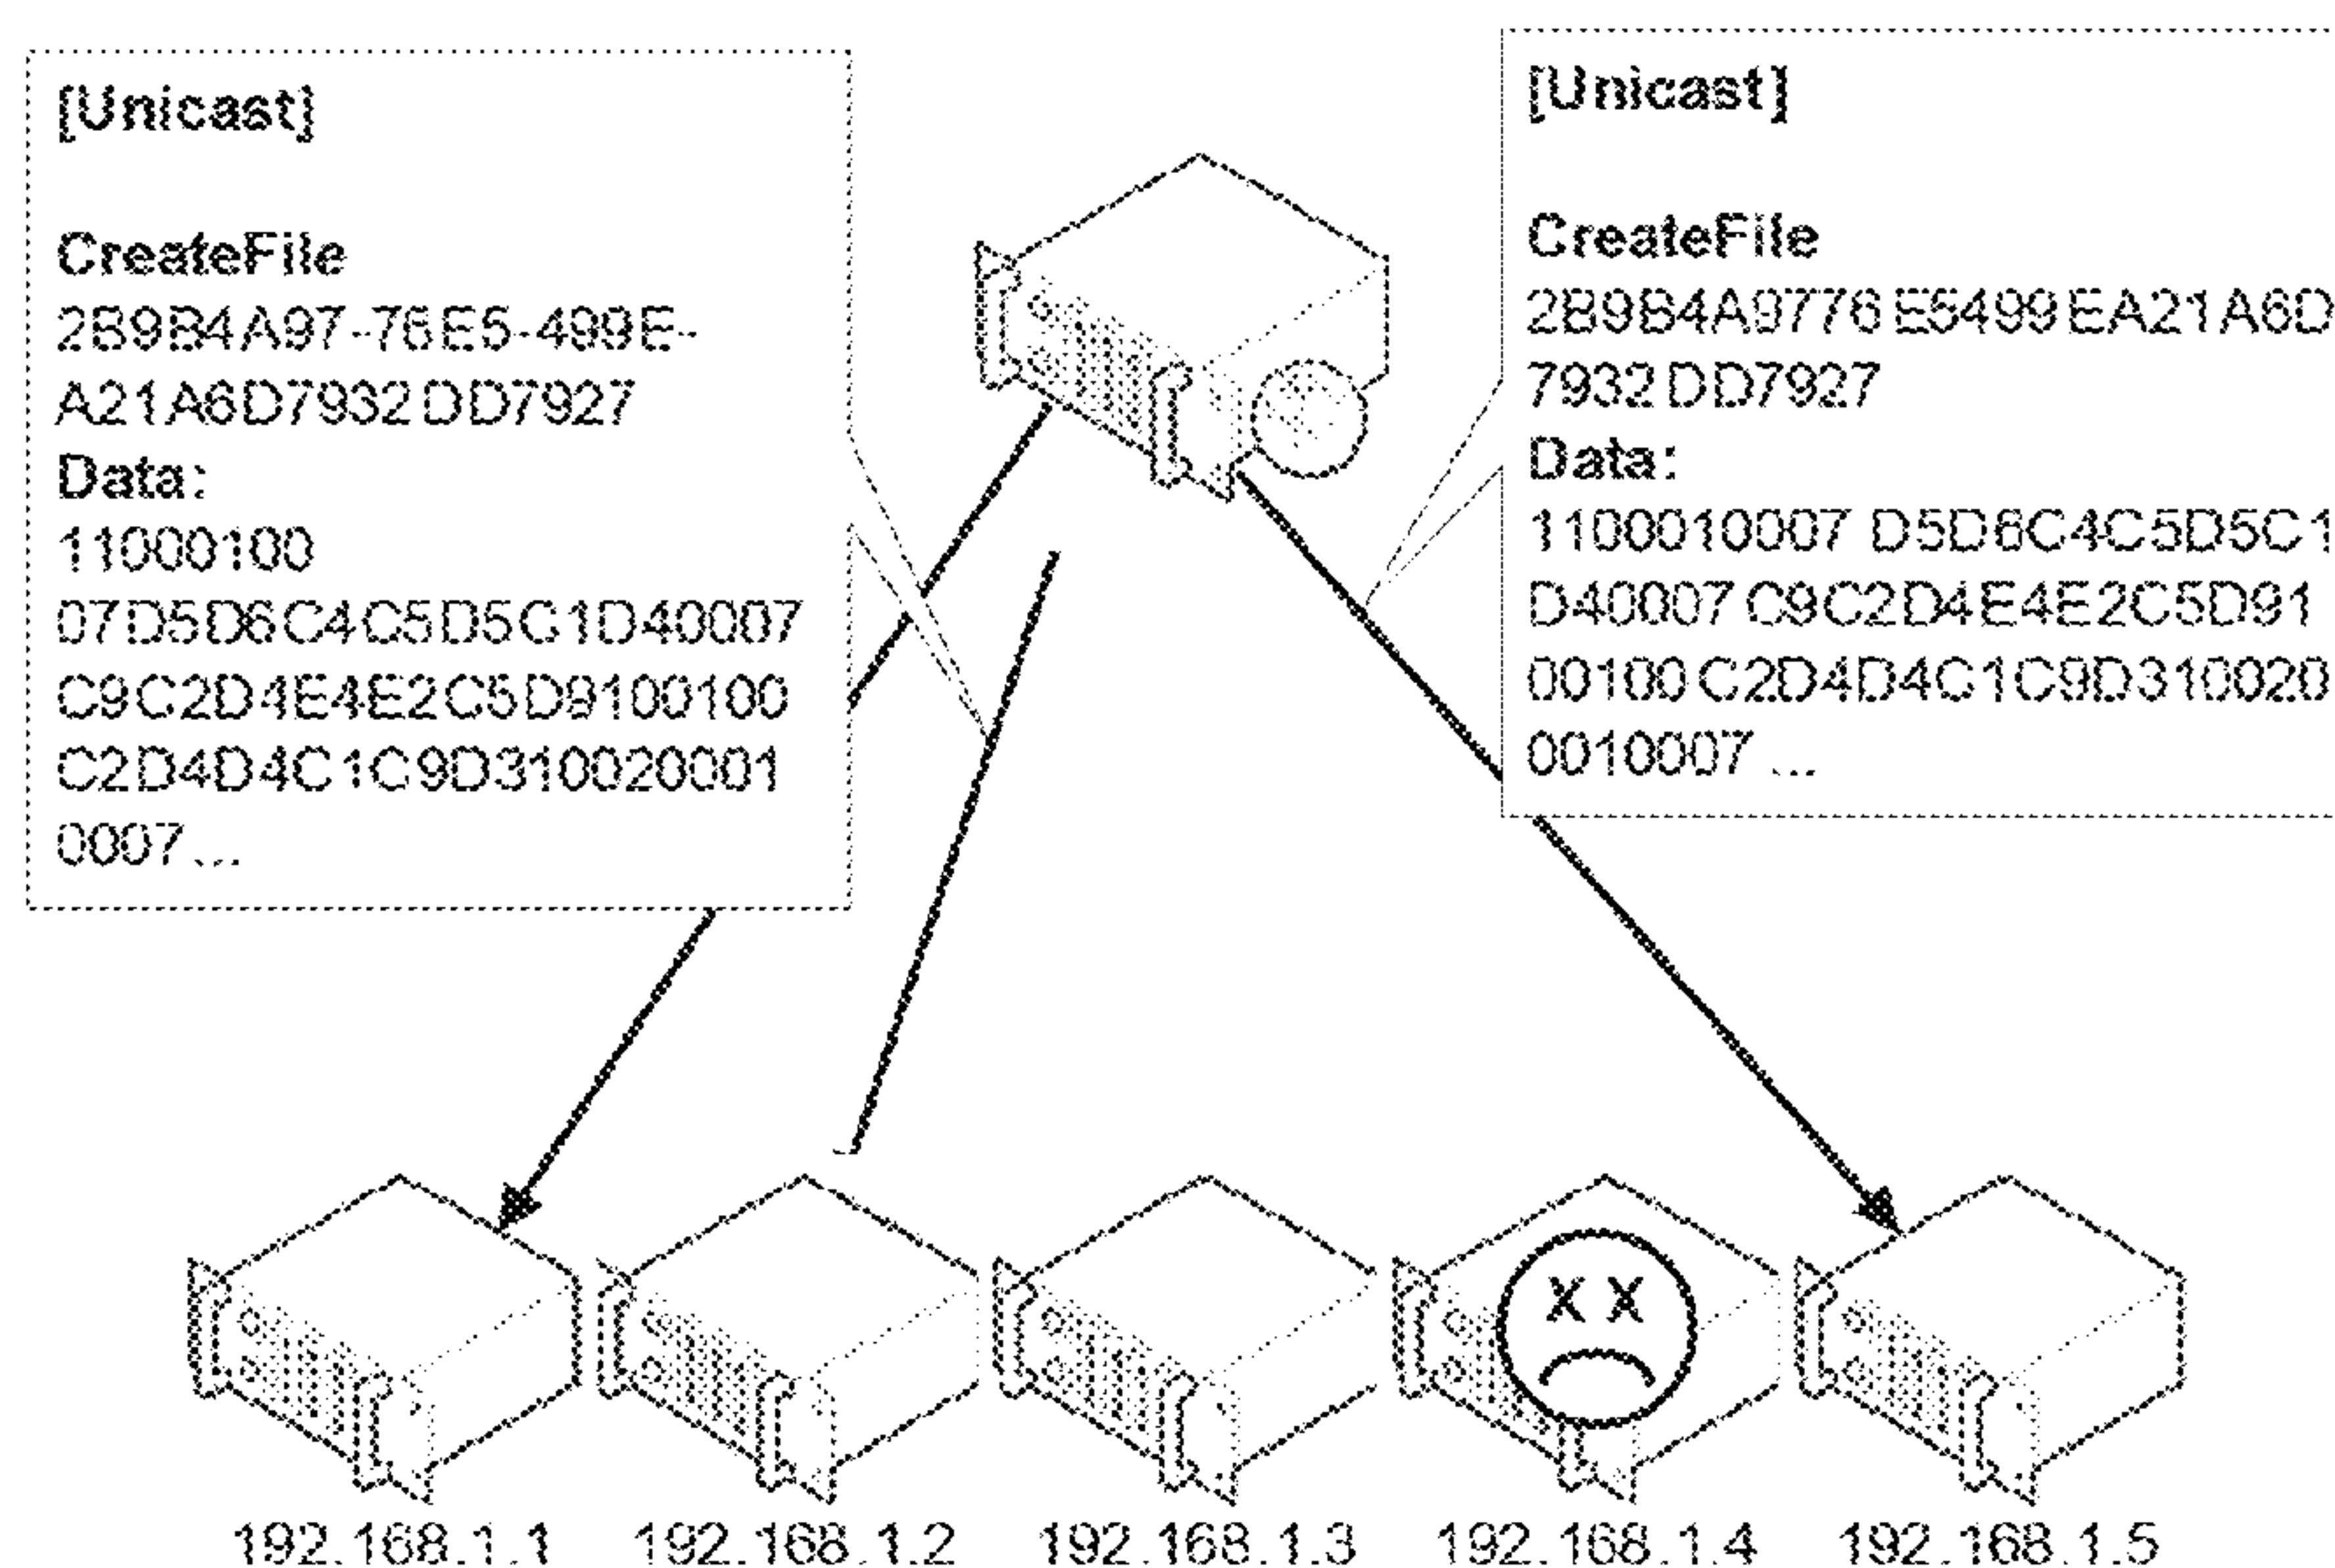 [Unicast]
CreateFile
2B9B4A97-76E5-499E-
A21A6D7932DD7927
Data:
11000100
07D5D6C4C5D5C1D40007
C9C2D4E4E2C5D9100100
C2D4D4C1C9D310020001
0007...
[Unicast]
CreateFile
2B9B4A9776E5499EA21A6D
7932DD7927
Data:
1100010007D5D6C4C5D5C1
D40007C9C2D4E4E2C5D91
00100C2D4D4C1C9D310020
0010007...
X X
192.168.1.1 192.168.1.2 192.168.1.3 192.168.1.4 192.168.1.5